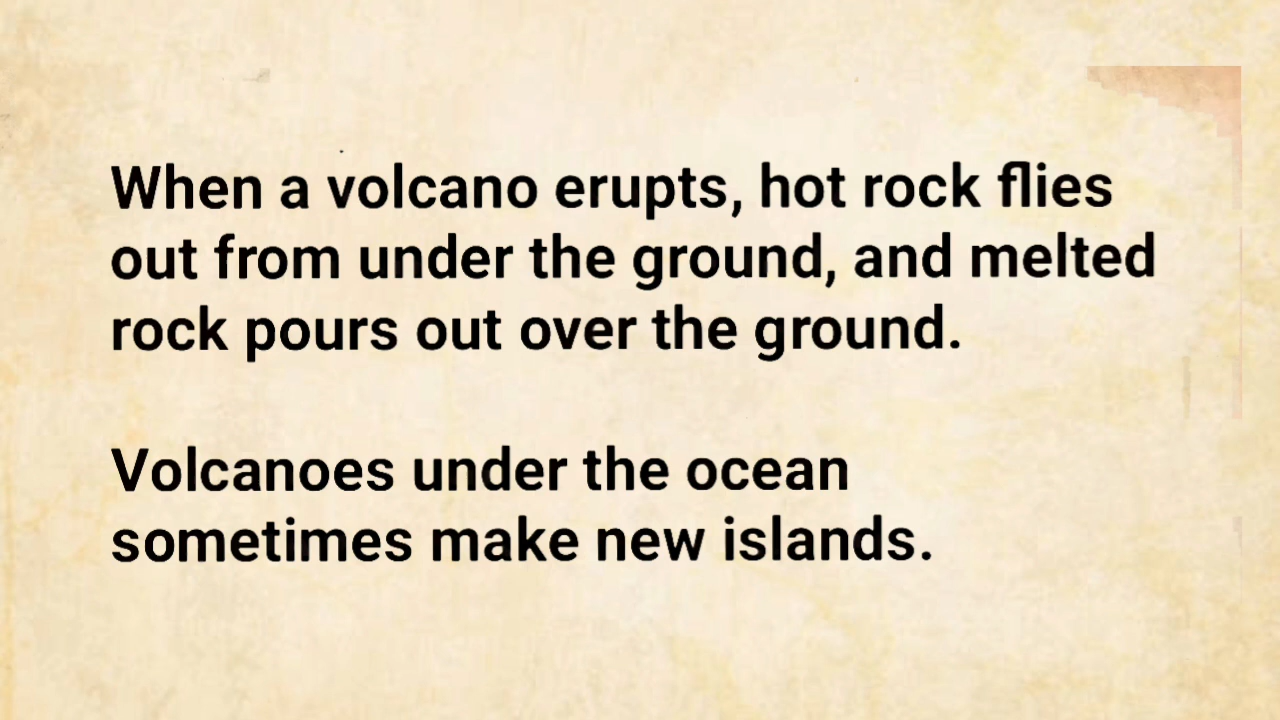 When a volcano erupts, hot rock flies
out from under the ground, and melted
rock pours out over the ground.
Volcanoes under the ocean
sometimes make new islands.